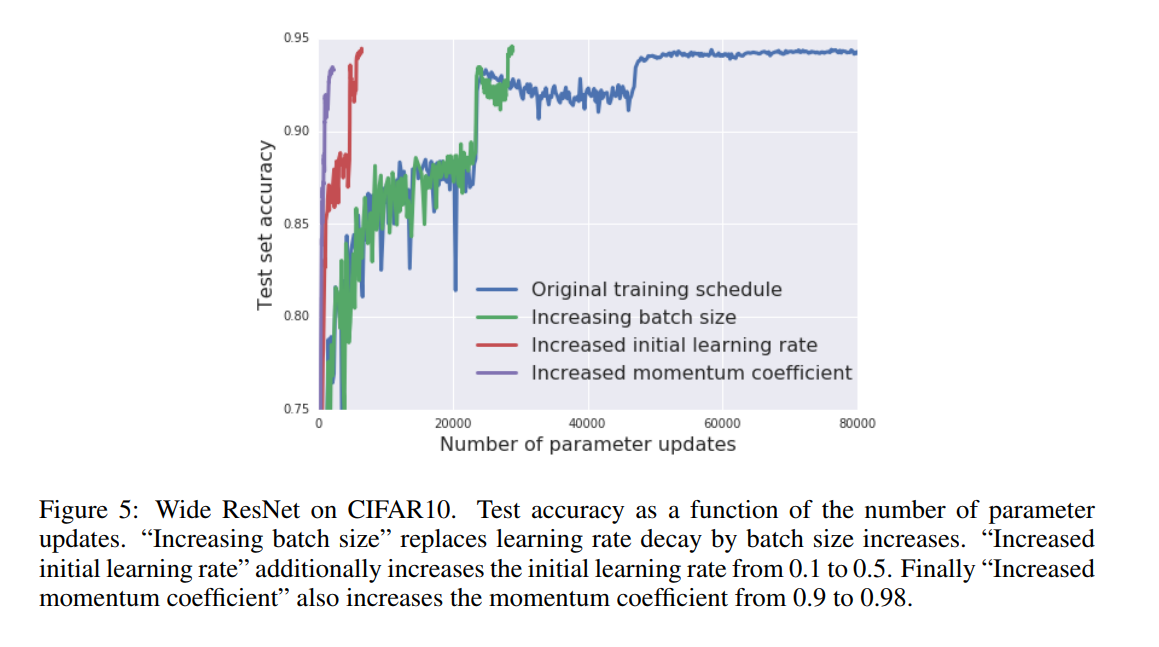 0.95
0.90
0.85
0.80
0.75
Test set accuracy
Original training schedule
Increasing batch size
Increased initial learning rate
Increased momentum coefficient
0 20000 40000 60000 80000
Number of parameter updates
Figure 5: Wide ResNet on CIFAR10. Test accuracy as a function of the number of parameter
updates. “Increasing batch size” replaces learning rate decay by batch size increases. “Increased
initial learning rate” additionally increases the initial learning rate from 0.1 to 0.5. Finally “Increased
momentum coefficient” also increases the momentum coefficient from 0.9 to 0.98.